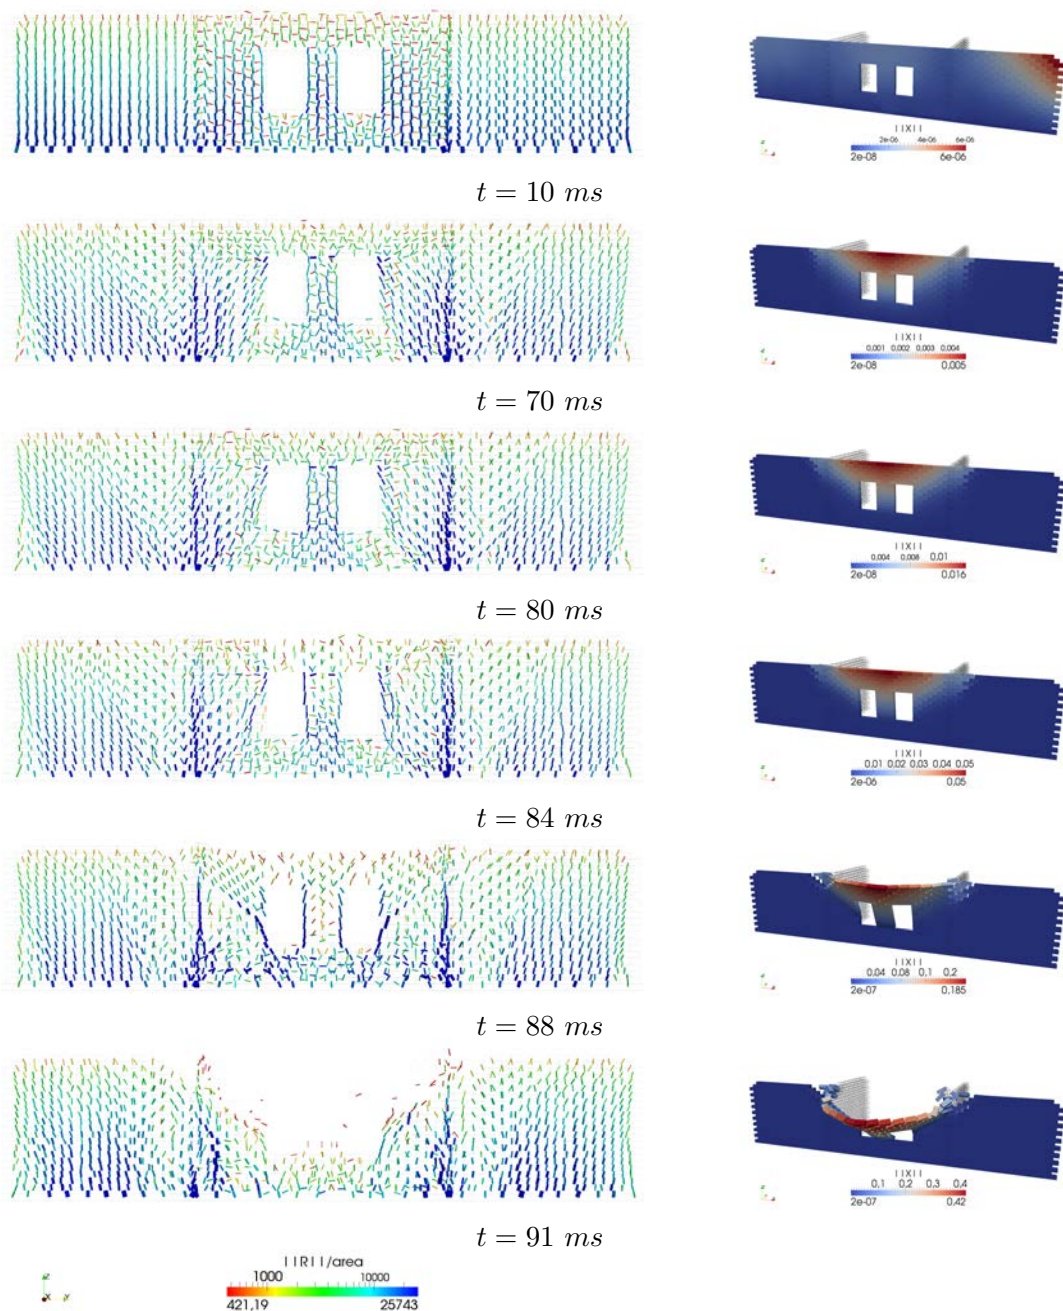 ||X||
2e-06 4e-06 6e-06
2e-08 6e-06
t = 10 ms
||X||
0.001 0.002 0.003 0.004
2e-08 0.005
t = 70 ms
||X||
0.004 0.008 0.01
2e-08 0.016
t = 80 ms
||X||
0.01 0.02 0.03 0.04 0.05
2e-06 0.05
t = 84 ms
||X||
0.04 0.08 0.1 0.2
2e-07 0.185
t = 88 ms
||X||
0,1 0,2 0,3 0,4
2e-07 0,42
t = 91 ms
||R||/area
1000 10000
421,19 25743
Z
X Y